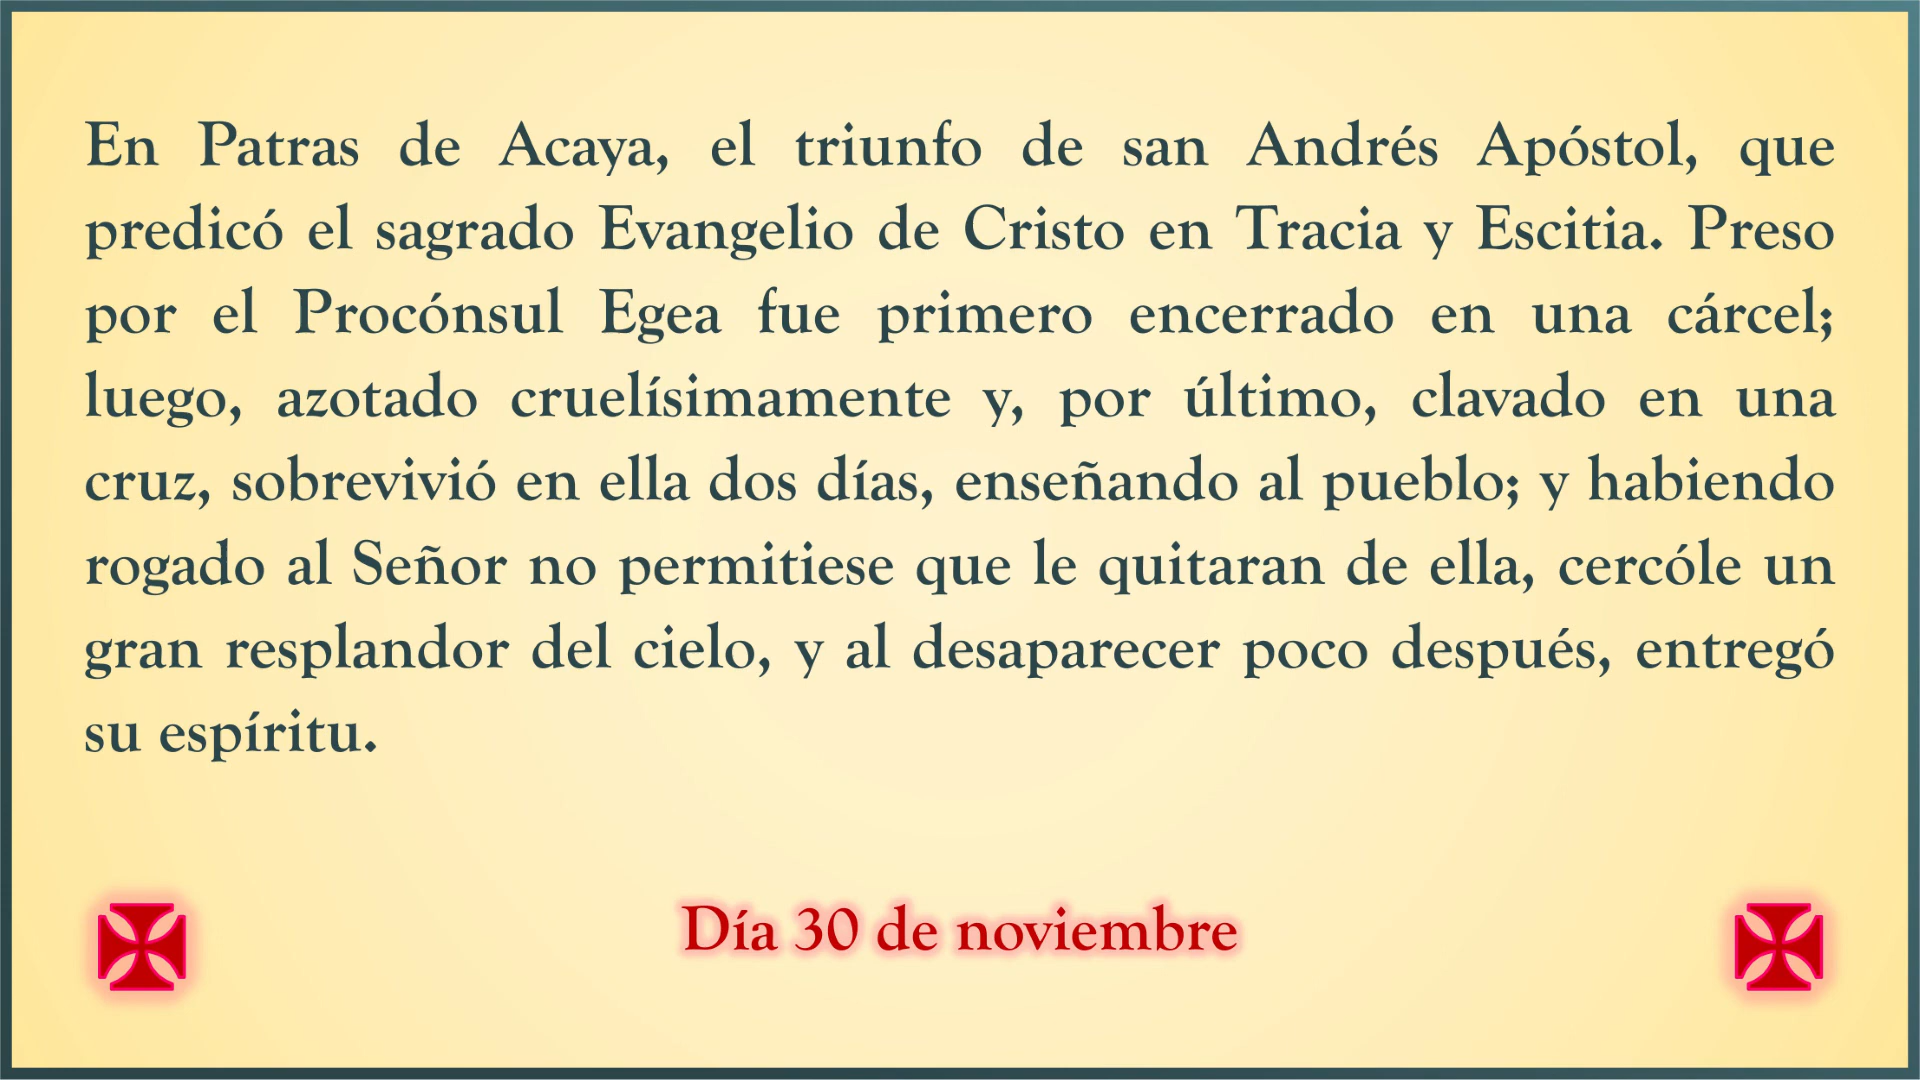 En Patras de Acaya, el triunfo de san Andrés Apóstol, que
predicó el sagrado Evangelio de Cristo en Tracia y Escitia. Preso
por el Procónsul Egea fue primero encerrado en una cárcel;
luego, azotado cruelísimamente y, por último, clavado en una
cruz, sobrevivió en ella dos días, enseñando al pueblo; y habiendo
rogado al Señor no permitiese que le quitaran de ella, cercóle un
gran resplandor del cielo, y al desaparecer poco después, entregó
su espíritu.
Día 30 de noviembre